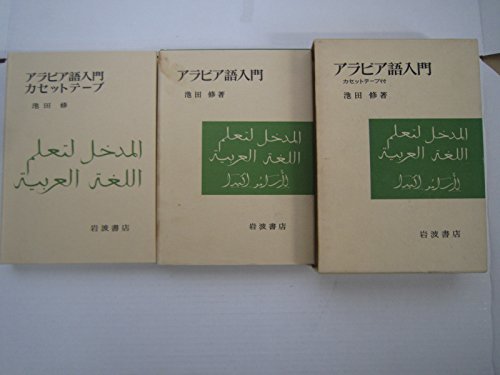 アラビア語入門
カセットテープ
池田 修
المدخل لتعلم
اللغة العربية
岩波書店
アラビア語入門
池田 修著
المدخل لتعلم
اللغة العربية
岩波書店
アラビア語入門
カセットテープ付
池田 修著
المدخل لتعلم
اللغة العربية
岩波書店